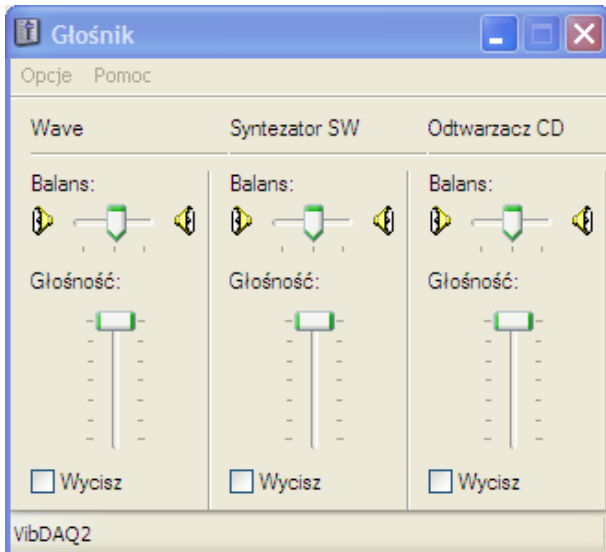 Głośnik
Opcje Pomoc
Wave Syntezator SW Odtwarzacz CD
Balans: Balans: Balans:
Głośność: Głośność: Głośność:
Wycisz Wycisz Wycisz
VibDAQ2